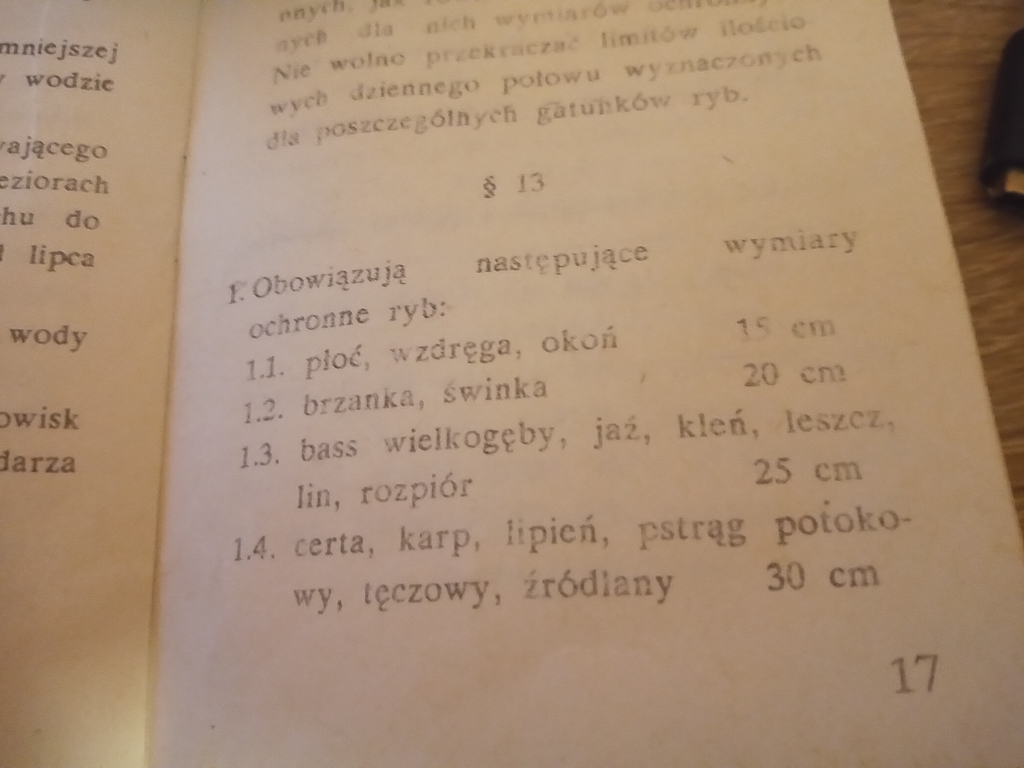 mniejszej
wodzie
ającego
eziorach
chu do
lipca
wody
owisk
darza
nych dla nich wymiarów
Nie wolno przekraczać limitów ilościo
wych dziennego połowu wyznaczonych
dla poszczególnych gatunków ryb.
§ 13
1. Obowiązują następujące wymiary
ochronne ryb:
1.1. płoć, wzdręga, okoń 15 cm
1.2. brzanka, świnka 20 cm
1.3. bass wielkogęby, jaź, kleń, leszcz,
lin, rozpiór 25 cm
1.4. certa, karp, lipień, pstrąg potoko-
wy, tęczowy, źródlany 30 cm
17